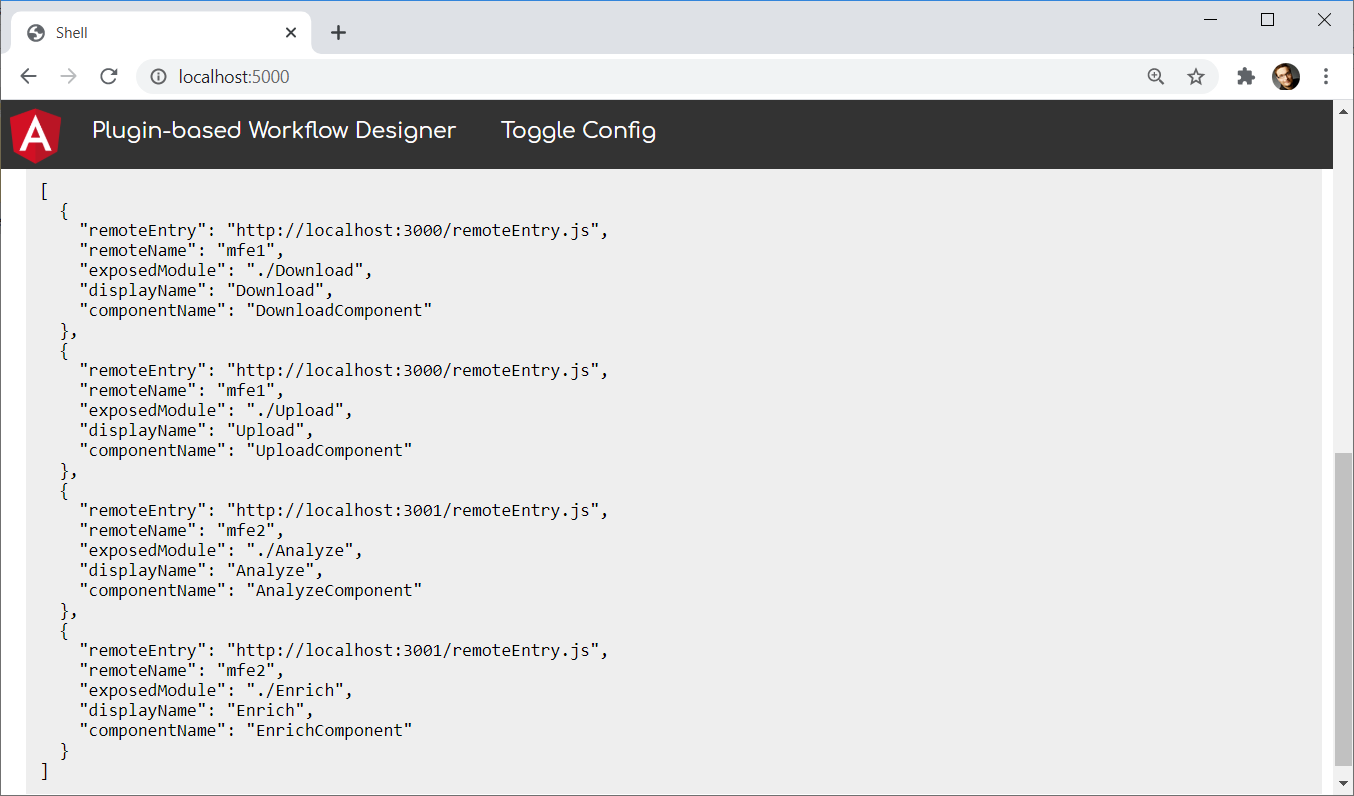 Shell
localhost:5000
A
Plugin-based Workflow Designer Toggle Config
[
  {
    "remoteEntry": "http://localhost:3000/remoteEntry.js",
    "remoteName": "mfe1",
    "exposedModule": "./Download",
    "displayName": "Download",
    "componentName": "DownloadComponent"
  },
  {
    "remoteEntry": "http://localhost:3000/remoteEntry.js",
    "remoteName": "mfe1",
    "exposedModule": "./Upload",
    "displayName": "Upload",
    "componentName": "UploadComponent"
  },
  {
    "remoteEntry": "http://localhost:3001/remoteEntry.js",
    "remoteName": "mfe2",
    "exposedModule": "./Analyze",
    "displayName": "Analyze",
    "componentName": "AnalyzeComponent"
  },
  {
    "remoteEntry": "http://localhost:3001/remoteEntry.js",
    "remoteName": "mfe2",
    "exposedModule": "./Enrich",
    "displayName": "Enrich",
    "componentName": "EnrichComponent"
  }
]